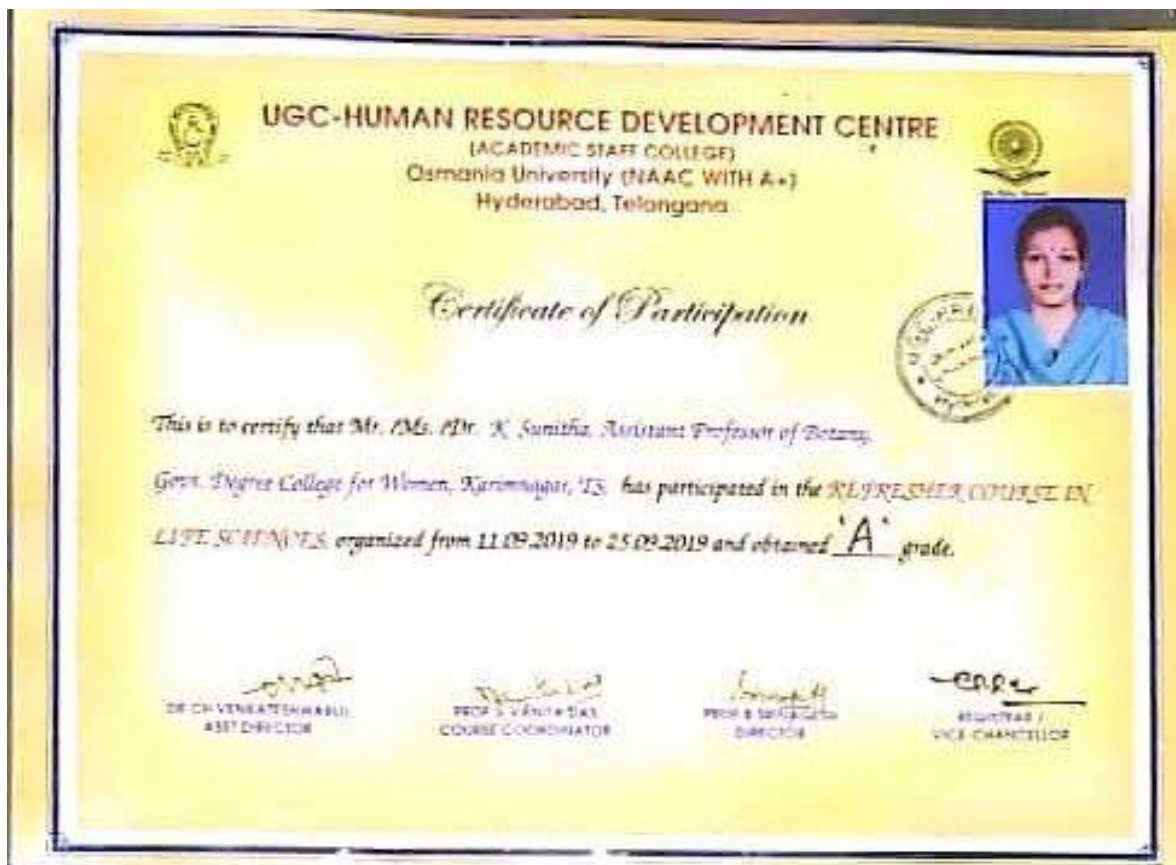 UGC-HUMAN RESOURCE DEVELOPMENT CENTRE
(ACADEMIC STAFF COLLEGE)
Osmania University (NAAC WITH A+)
Hyderabad, Telangana
Certificate of Participation
This is to certify that Mr. /Ms. /Dr. K Sunitha, Assistant Professor of Botany,
Govt. Degree College for Women, Karimnagar, TS, has participated in the REFRESHER COURSE IN
LIFE SCIENCES, organized from 11.09.2019 to 25.09.2019 and obtained 'A' grade.
DR CH VENKATESHWARLU
ASST DIRECTOR
COURSE COORDINATOR
DIRECTOR
REGISTRAR /
VICE-CHANCELLOR